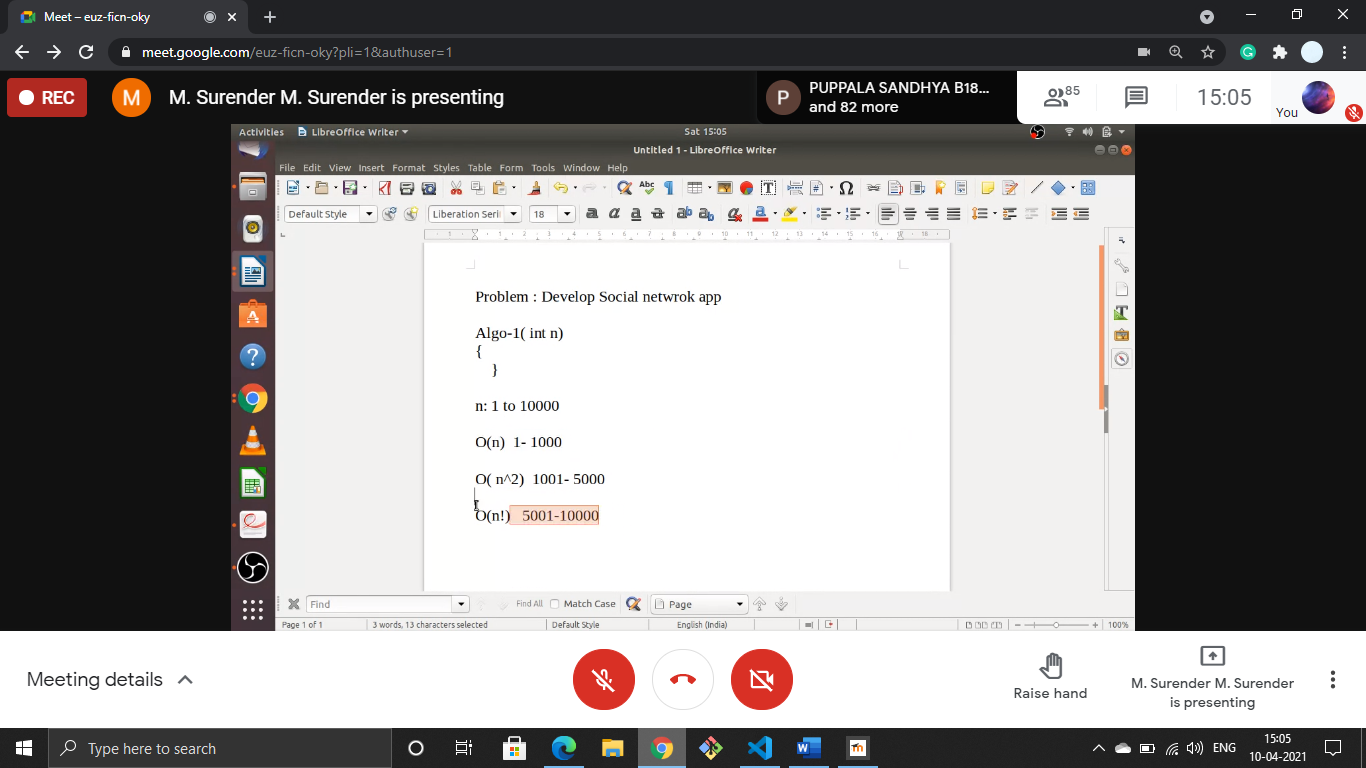 Meet – euz-ficn-oky
meet.google.com/euz-ficn-oky?pli=1&authuser=1
REC
M
M. Surender M. Surender is presenting
P
PUPPALA SANDHYA B18...
and 82 more
85
15:05
You
Activities
LibreOffice Writer
Sat 15:05
Untitled 1 - LibreOffice Writer
File Edit View Insert Format Styles Table Form Tools Window Help
Default Style
Liberation Seri
18
Problem : Develop Social netwrok app
Algo-1( int n)
{
}
n: 1 to 10000
O(n) 1- 1000
O( n^2) 1001- 5000
O(n!) 5001-10000
Find
Find All
Match Case
Page
Page 1 of 1
3 words, 13 characters selected
Default Style
English (India)
100%
Meeting details
Raise hand
M. Surender M. Surender
is presenting
Type here to search
ENG
15:05
10-04-2021